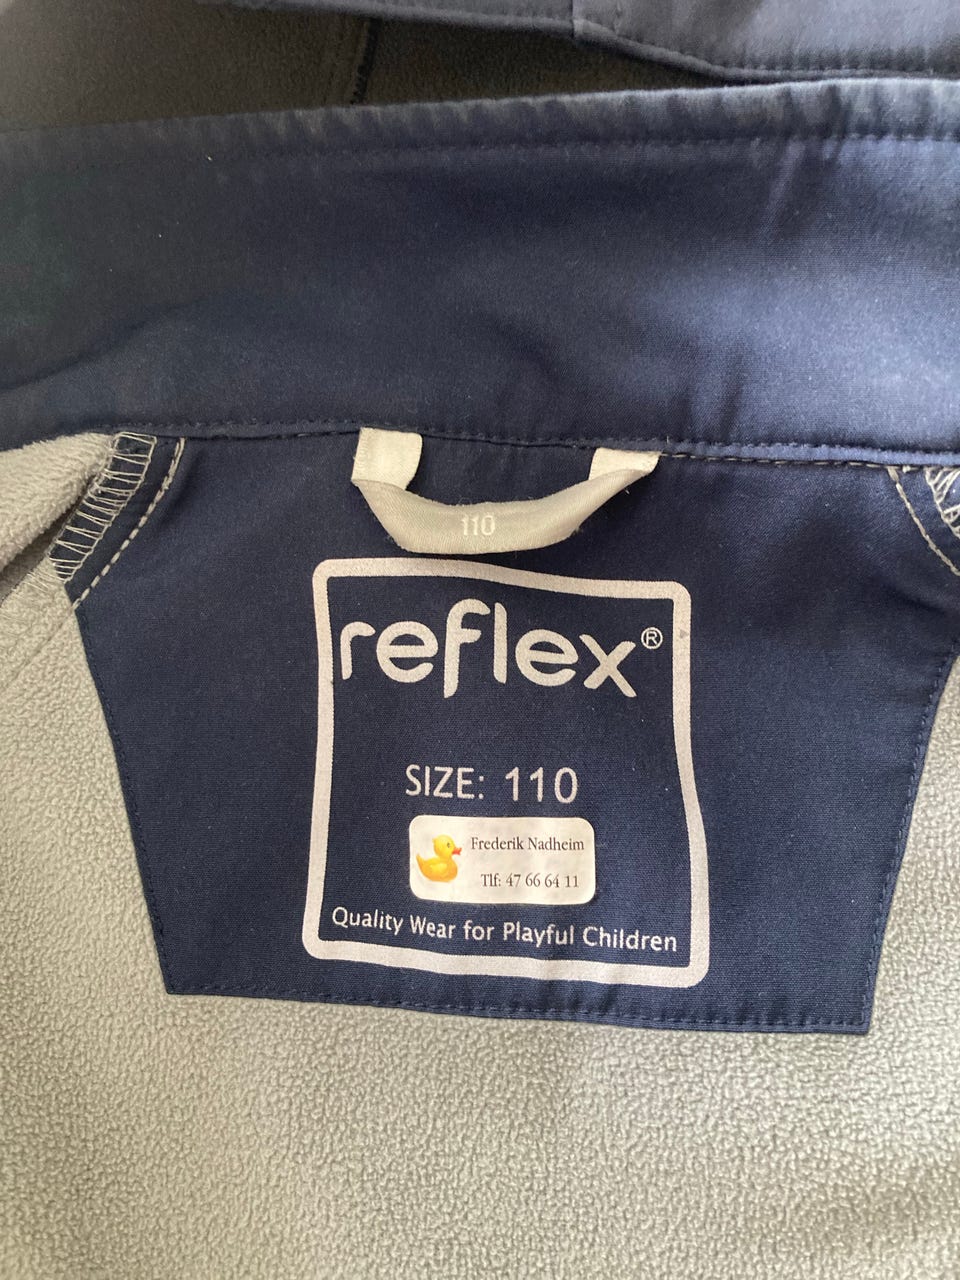 110
reflex®
SIZE: 110
Frederik Nadheim
Tlf: 47 66 64 11
Quality Wear for Playful Children